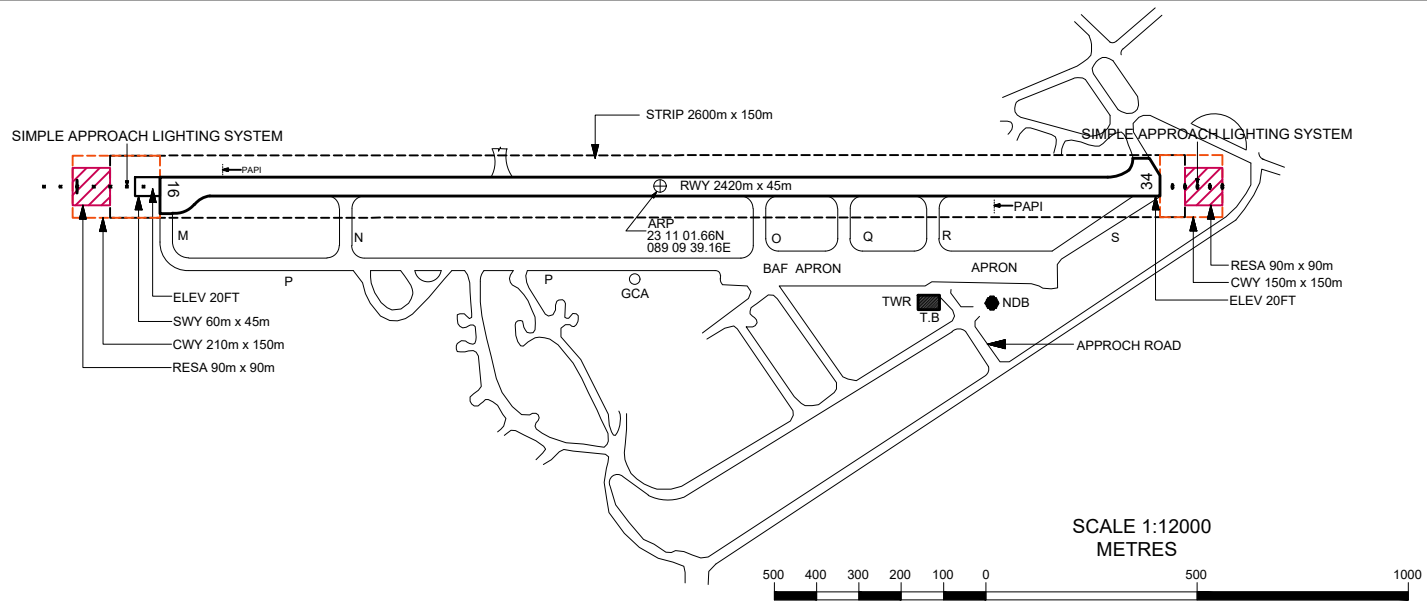 STRIP 2600m x 150m
SIMPLE APPROACH LIGHTING SYSTEM
SIMPLE APPROACH LIGHTING SYSTEM
PAPI
16
RWY 2420m x 45m
34
PAPI
ARP
23 11 01.66N
089 09 39.16E
M
N
O
Q
R
S
P
P
GCA
BAF APRON
APRON
RESA 90m x 90m
CWY 150m x 150m
ELEV 20FT
ELEV 20FT
SWY 60m x 45m
CWY 210m x 150m
RESA 90m x 90m
TWR
T.B
NDB
APPROCH ROAD
SCALE 1:12000
METRES
500 400 300 200 100 0 500 1000